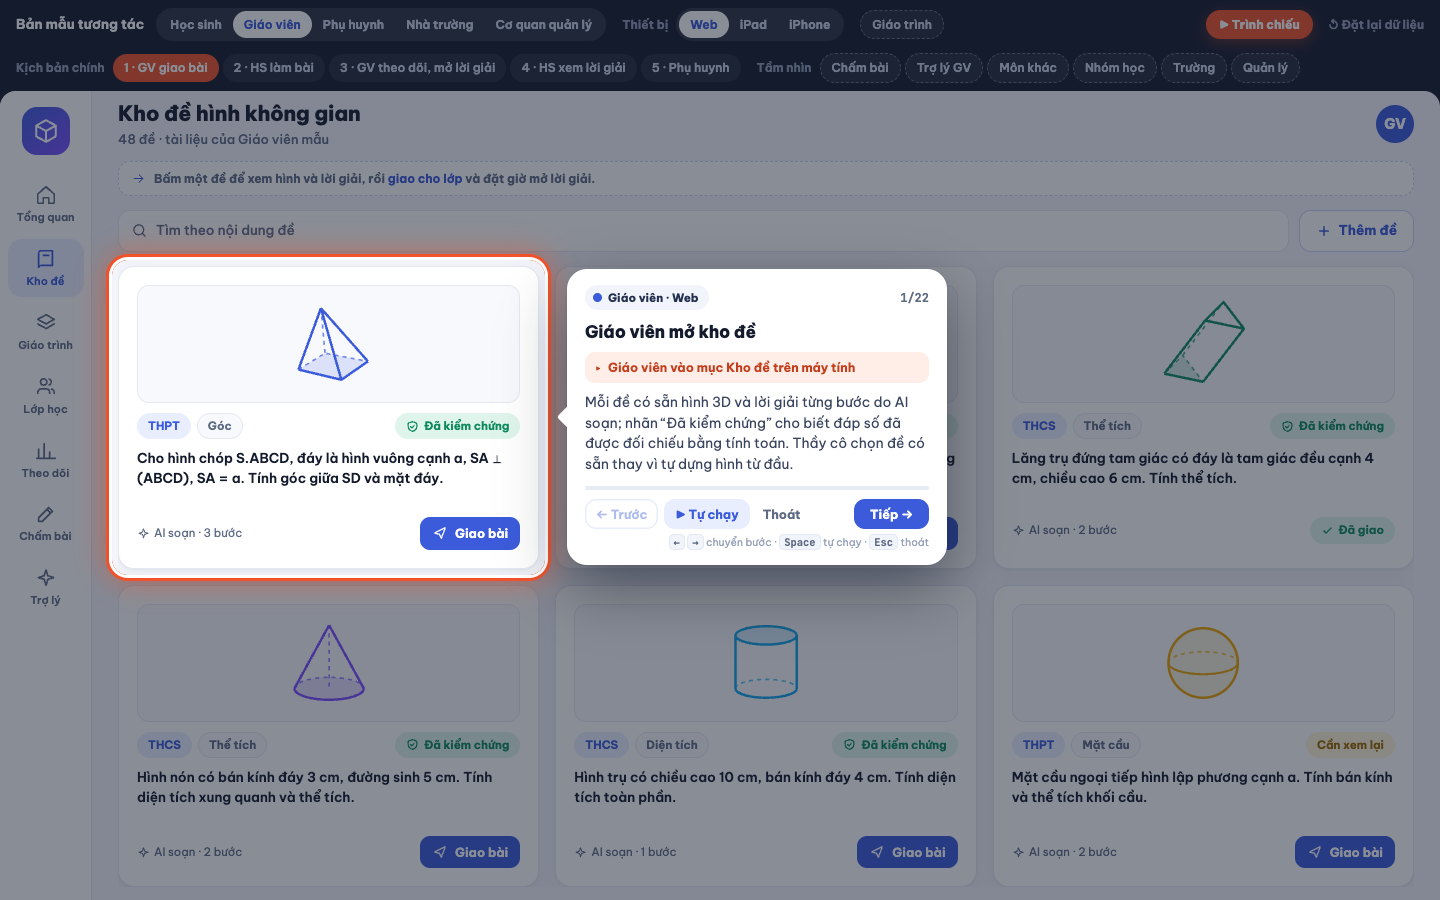 Bản mẫu tương tác
Học sinh
Giáo viên
Phụ huynh
Nhà trường
Cơ quan quản lý
Thiết bị
Web
iPad
iPhone
Giáo trình
Trình chiếu
Đặt lại dữ liệu
Kịch bản chính
1 · GV giao bài
2 · HS làm bài
3 · GV theo dõi, mở lời giải
4 · HS xem lời giải
5 · Phụ huynh
Tầm nhìn
Chấm bài
Trợ lý GV
Môn khác
Nhóm học
Trường
Quản lý
Tổng quan
Kho đề
Giáo trình
Lớp học
Theo dõi
Chấm bài
Trợ lý
Kho đề hình không gian
48 đề · tài liệu của Giáo viên mẫu
GV
→ Bấm một đề để xem hình và lời giải, rồi giao cho lớp và đặt giờ mở lời giải.
Tìm theo nội dung đề
+ Thêm đề
THPT
Góc
Đã kiểm chứng
Cho hình chóp S.ABCD, đáy là hình vuông cạnh a, SA ⊥
(ABCD), SA = a. Tính góc giữa SD và mặt đáy.
AI soạn · 3 bước
Giao bài
Giáo viên · Web
1/22
Giáo viên mở kho đề
Giáo viên vào mục Kho đề trên máy tính
Mỗi đề có sẵn hình 3D và lời giải từng bước do AI
soạn; nhãn “Đã kiểm chứng” cho biết đáp số đã
được đối chiếu bằng tính toán. Thầy cô chọn đề có
sẵn thay vì tự dựng hình từ đầu.
← Trước
Tự chạy
Thoát
Tiếp →
← → chuyển bước · Space tự chạy · Esc thoát
g
THCS
Thể tích
Đã kiểm chứng
Lăng trụ đứng tam giác có đáy là tam giác đều cạnh 4
cm, chiều cao 6 cm. Tính thể tích.
AI soạn · 2 bước
Đã giao
THCS
Thể tích
Đã kiểm chứng
Hình nón có bán kính đáy 3 cm, đường sinh 5 cm. Tính
diện tích xung quanh và thể tích.
AI soạn · 2 bước
Giao bài
THCS
Diện tích
Đã kiểm chứng
Hình trụ có chiều cao 10 cm, bán kính đáy 4 cm. Tính diện
tích toàn phần.
AI soạn · 1 bước
Giao bài
THPT
Mặt cầu
Cần xem lại
Mặt cầu ngoại tiếp hình lập phương cạnh a. Tính bán kính
và thể tích khối cầu.
AI soạn · 2 bước
Giao bài